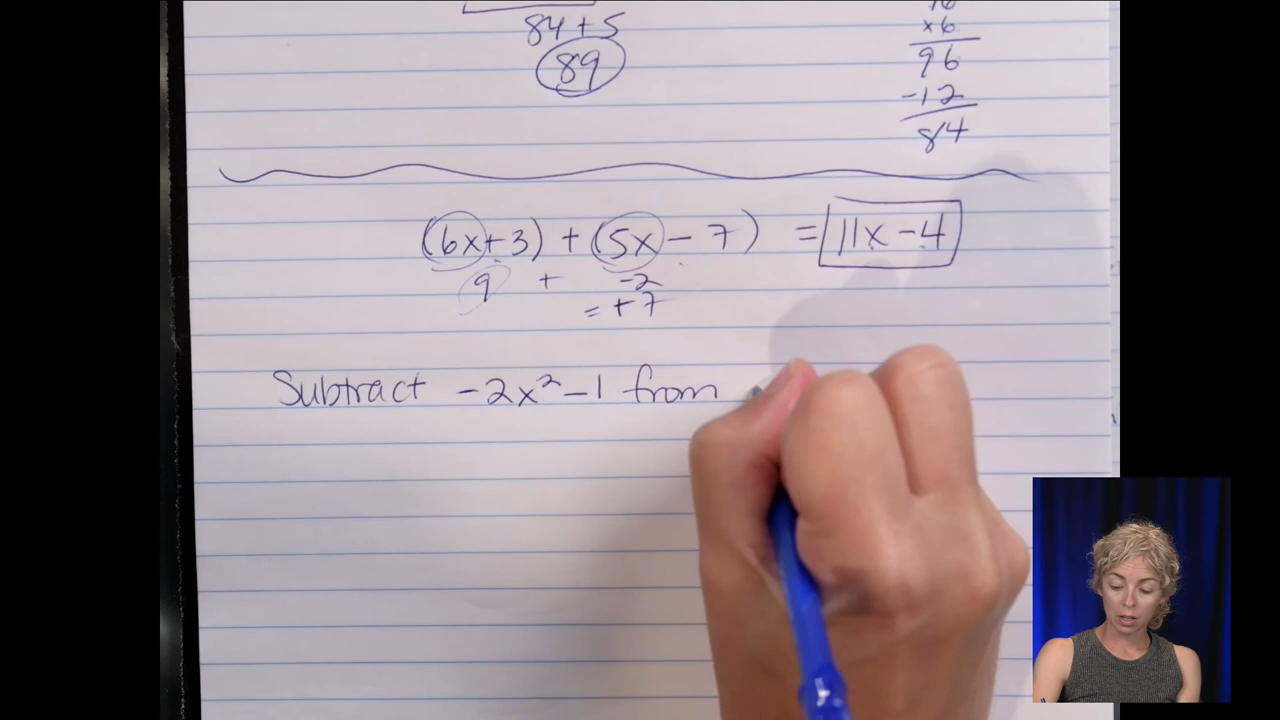 84 + 5
89
× 6
96
-12
84
(6x+3) + (5x - 7) = 11x - 4
9 + -2
= +7
Subtract -2x² - 1 from